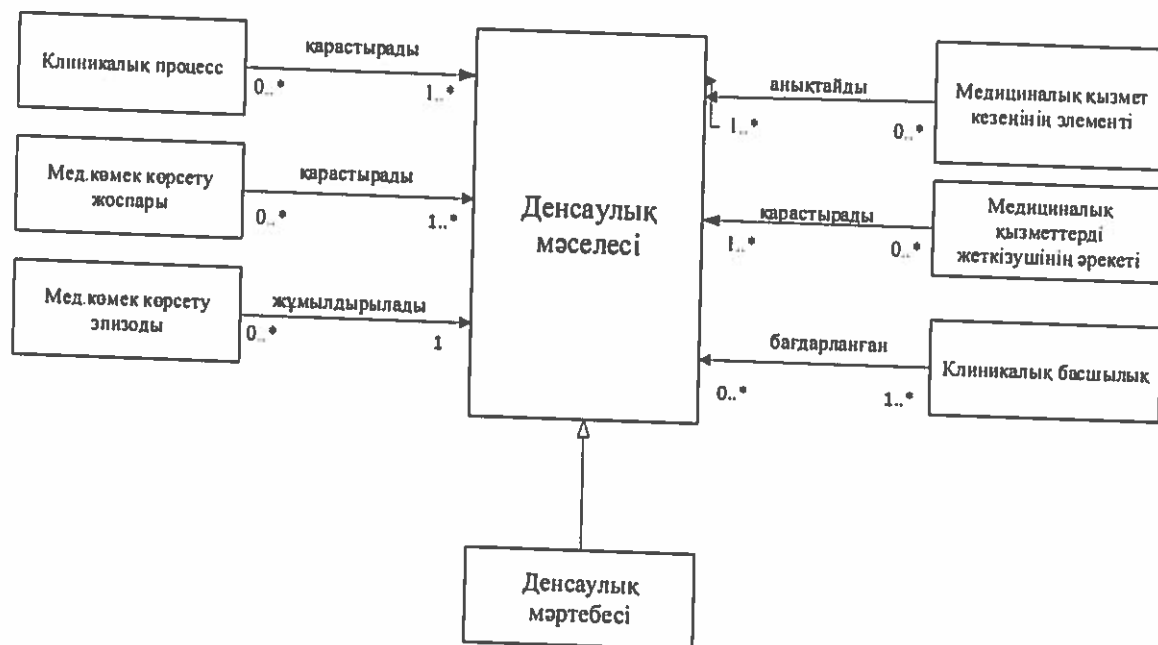 Клиникалық процесс
қарастырады
0..*
1..*
Мед.көмек көрсету
жоспары
қарастырады
0..*
1..*
Мед.көмек көрсету
эпизоды
жұмылдырылады
0..*
1
Денсаулық
мәселесі
анықтайды
1..*
0..*
Медициналық қызмет
кезеңінің элементі
қарастырады
1..*
0..*
Медициналық
қызметтерді
жеткізушінің әрекеті
бағдарланған
0..*
1..*
Клиникалық басшылық
Денсаулық
мәртебесі